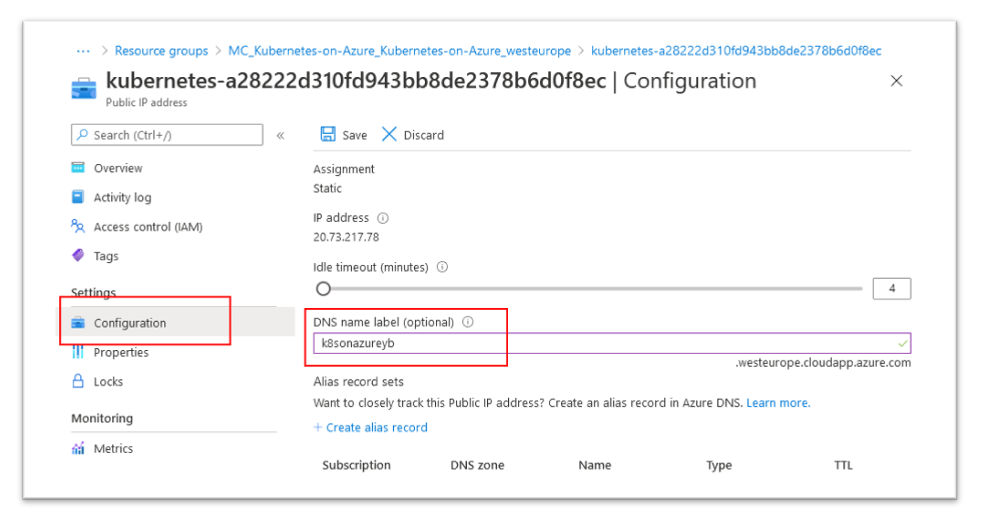 ··· > Resource groups > MC_Kubernetes-on-Azure_Kubernetes-on-Azure_westeurope > kubernetes-a28222d310fd943bb8de2378b6d0f8ec
kubernetes-a28222d310fd943bb8de2378b6d0f8ec | Configuration
Public IP address
Search (Ctrl+/)
«
Save
Discard
Overview
Activity log
Access control (IAM)
Tags
Settings
Configuration
Properties
Locks
Monitoring
Metrics
Assignment
Static
IP address
20.73.217.78
Idle timeout (minutes)
4
DNS name label (optional)
k8sonazureyb
.westeurope.cloudapp.azure.com
Alias record sets
Want to closely track this Public IP address? Create an alias record in Azure DNS. Learn more.
+ Create alias record
Subscription DNS zone Name Type TTL